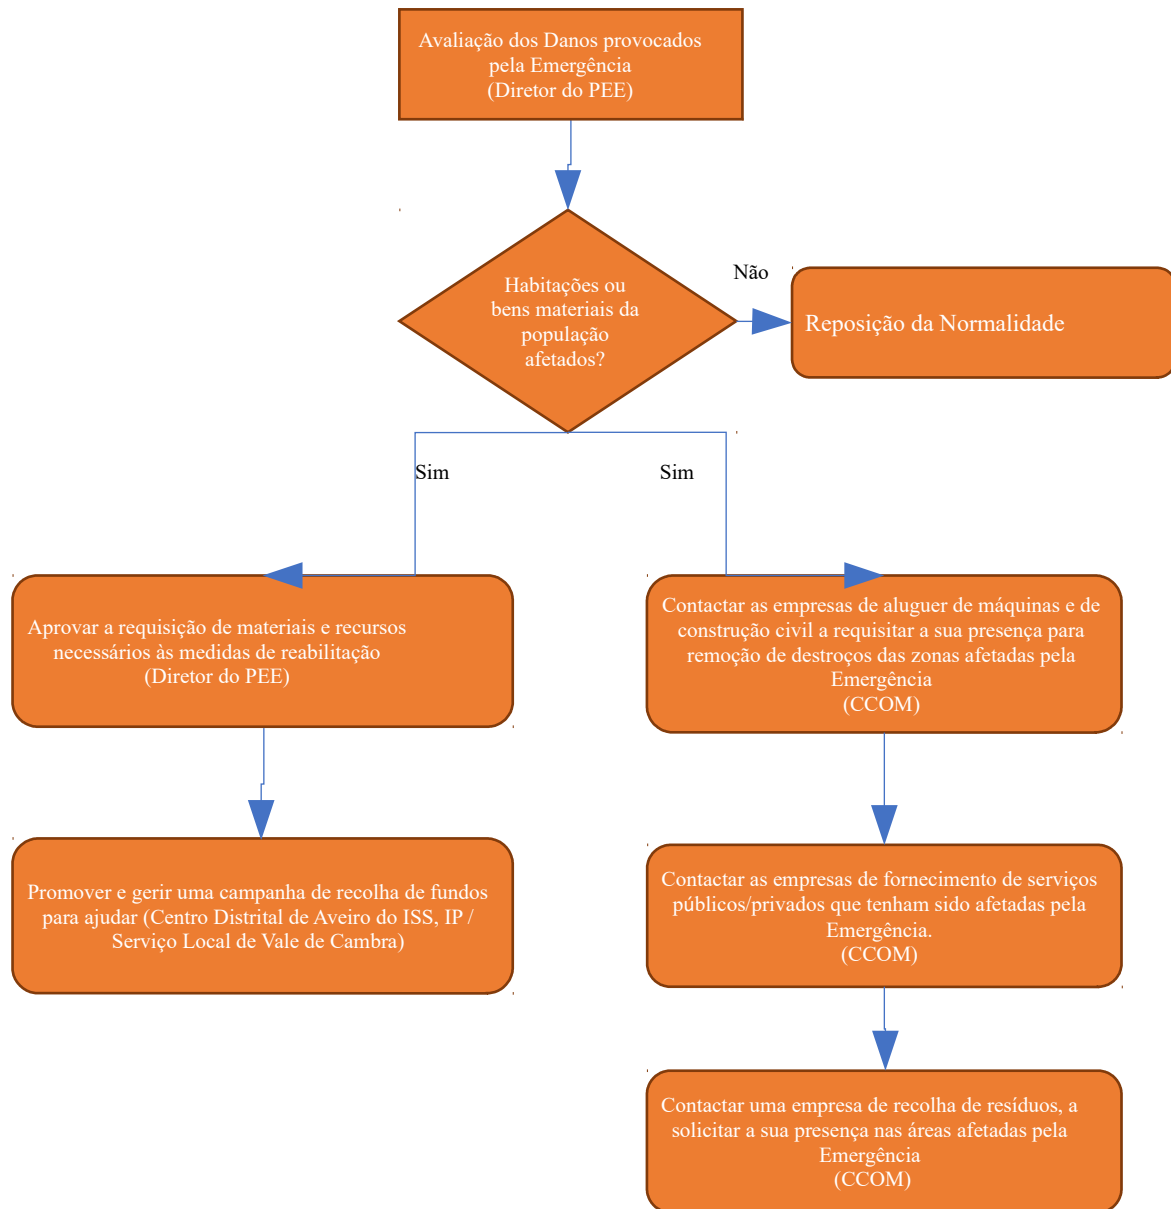 Avaliação dos Danos provocados
pela Emergência
(Diretor do PEE)
Habitações ou
bens materiais da
população
afetados?
Não
Reposição da Normalidade
Sim
Sim
Aprovar a requisição de materiais e recursos
necessários às medidas de reabilitação
(Diretor do PEE)
Contactar as empresas de aluguer de máquinas e de
construção civil a requisitar a sua presença para
remoção de destroços das zonas afetadas pela
Emergência
(CCOM)
Promover e gerir uma campanha de recolha de fundos
para ajudar (Centro Distrital de Aveiro do ISS, IP /
Serviço Local de Vale de Cambra)
Contactar as empresas de fornecimento de serviços
públicos/privados que tenham sido afetadas pela
Emergência.
(CCOM)
Contactar uma empresa de recolha de resíduos, a
solicitar a sua presença nas áreas afetadas pela
Emergência
(CCOM)